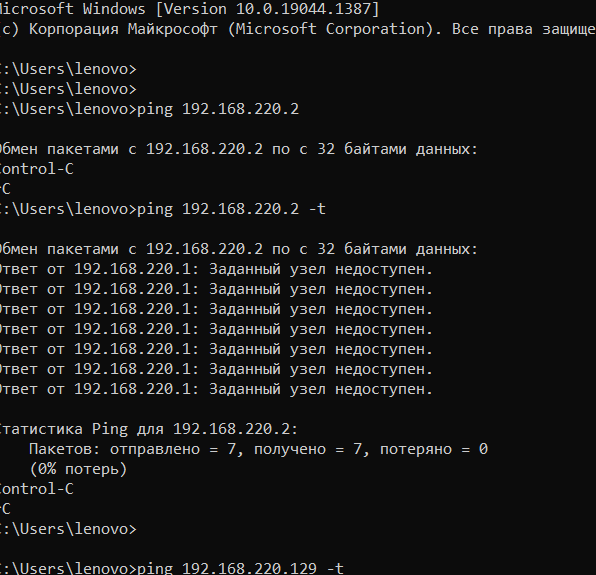 Microsoft Windows [Version 10.0.19044.1387]
(c) Корпорация Майкрософт (Microsoft Corporation). Все права защище
C:\Users\lenovo>
C:\Users\lenovo>
C:\Users\lenovo>ping 192.168.220.2
Обмен пакетами с 192.168.220.2 по с 32 байтами данных:
Control-C
^C
C:\Users\lenovo>ping 192.168.220.2 -t
Обмен пакетами с 192.168.220.2 по с 32 байтами данных:
Ответ от 192.168.220.1: Заданный узел недоступен.
Ответ от 192.168.220.1: Заданный узел недоступен.
Ответ от 192.168.220.1: Заданный узел недоступен.
Ответ от 192.168.220.1: Заданный узел недоступен.
Ответ от 192.168.220.1: Заданный узел недоступен.
Ответ от 192.168.220.1: Заданный узел недоступен.
Ответ от 192.168.220.1: Заданный узел недоступен.
Статистика Ping для 192.168.220.2:
Пакетов: отправлено = 7, получено = 7, потеряно = 0
(0% потерь)
Control-C
^C
C:\Users\lenovo>
C:\Users\lenovo>ping 192.168.220.129 -t